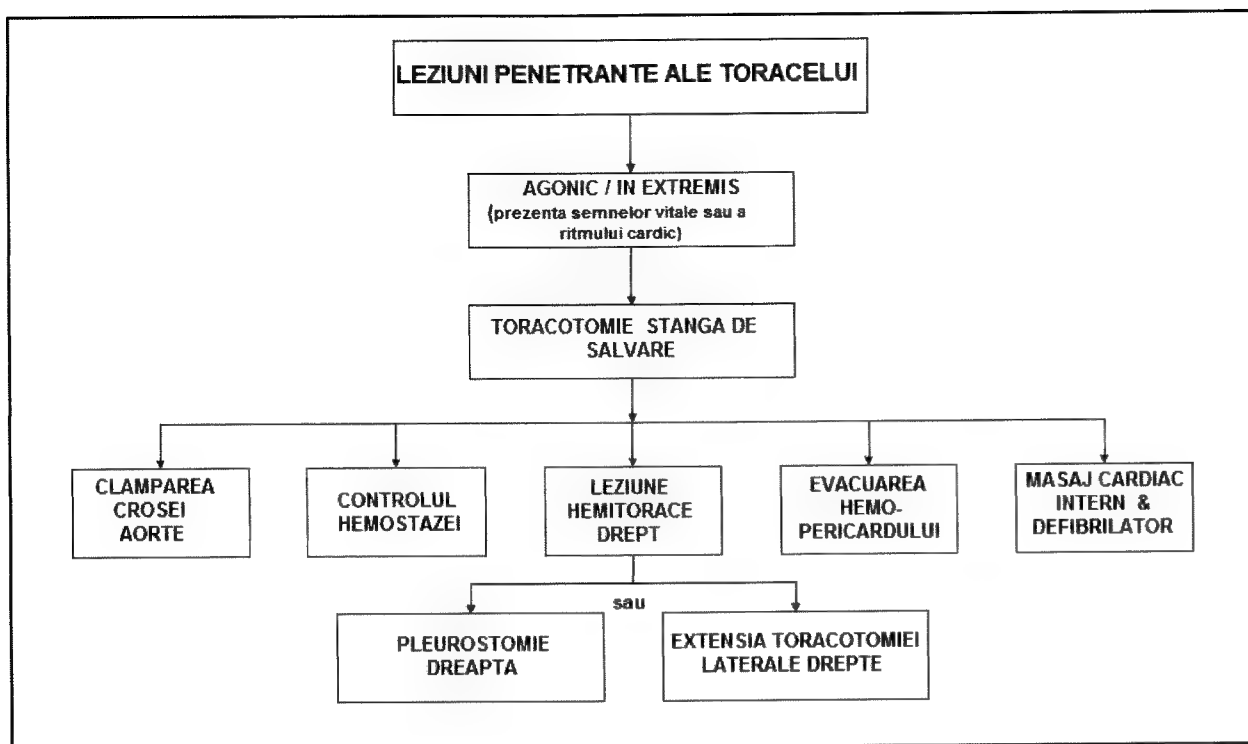 LEZIUNI PENETRANTE ALE TORACELUI
AGONIC / IN EXTREMIS
(prezenta semnelor vitale sau a
ritmului cardic)
TORACOTOMIE STANGA DE
SALVARE
CLAMPAREA
CROSEI
AORTE
CONTROLUL
HEMOSTAZEI
LEZIUNE
HEMITORACE
DREPT
EVACUAREA
HEMO-
PERICARDULUI
MASAJ CARDIAC
INTERN &
DEFIBRILATOR
sau
PLEUROSTOMIE
DREAPTA
EXTENSIA TORACOTOMIEI
LATERALE DREPTE